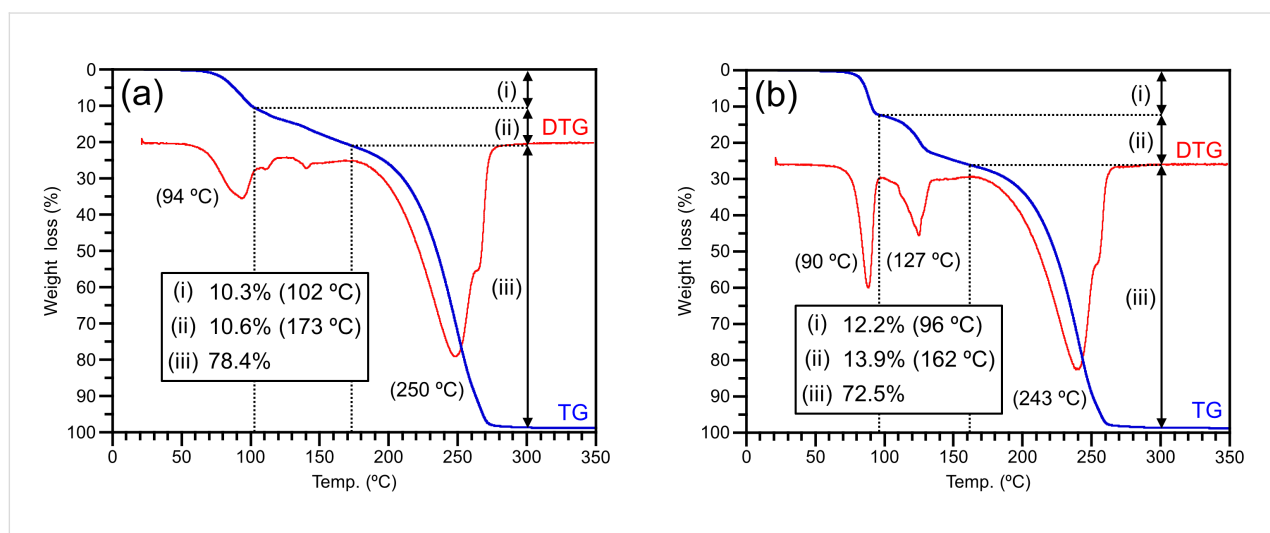 (a)
0
10
20
30
40
50
60
70
80
90
100
Weight loss (%)
(i)
(ii)
DTG
(94 ºC)
(iii)
(i) 10.3% (102 ºC)
(ii) 10.6% (173 ºC)
(iii) 78.4%
(250 ºC)
TG
0 50 100 150 200 250 300 350
Temp. (ºC)
(b)
0
10
20
30
40
50
60
70
80
90
100
Weight loss (%)
(i)
(ii)
DTG
(90 ºC) (127 ºC)
(iii)
(i) 12.2% (96 ºC)
(ii) 13.9% (162 ºC)
(iii) 72.5%
(243 ºC)
TG
0 50 100 150 200 250 300 350
Temp. (ºC)